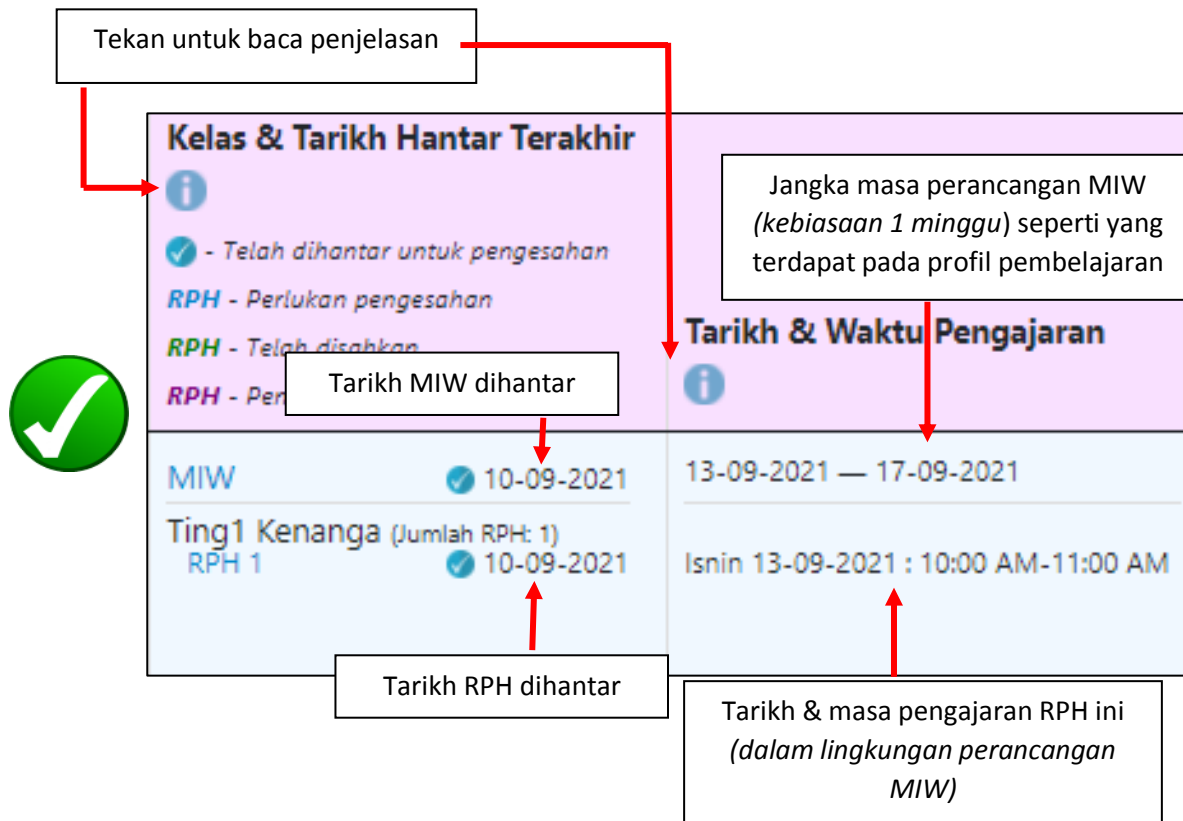 Tekan untuk baca penjelasan
Kelas & Tarikh Hantar Terakhir
- Telah dihantar untuk pengesahan
RPH - Perlukan pengesahan
RPH - Telah disahkan
RPH - Per
Tarikh MIW dihantar
Jangka masa perancangan MIW
(kebiasaan 1 minggu) seperti yang
terdapat pada profil pembelajaran
Tarikh & Waktu Pengajaran
MIW 10-09-2021 13-09-2021 — 17-09-2021
Ting1 Kenanga (Jumlah RPH: 1)
RPH 1 10-09-2021 Isnin 13-09-2021 : 10:00 AM-11:00 AM
Tarikh RPH dihantar
Tarikh & masa pengajaran RPH ini
(dalam lingkungan perancangan
MIW)